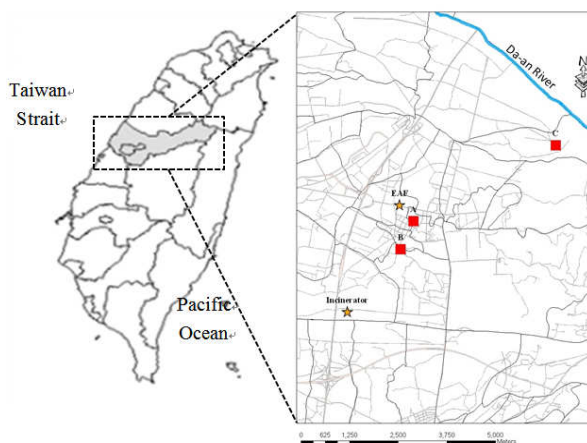 Taiwan
Strait
Pacific
Ocean
Da-an River
N
C
EAF
A
B
Incinerator
0 625 1,250 2,500 3,750 5,000
Meters